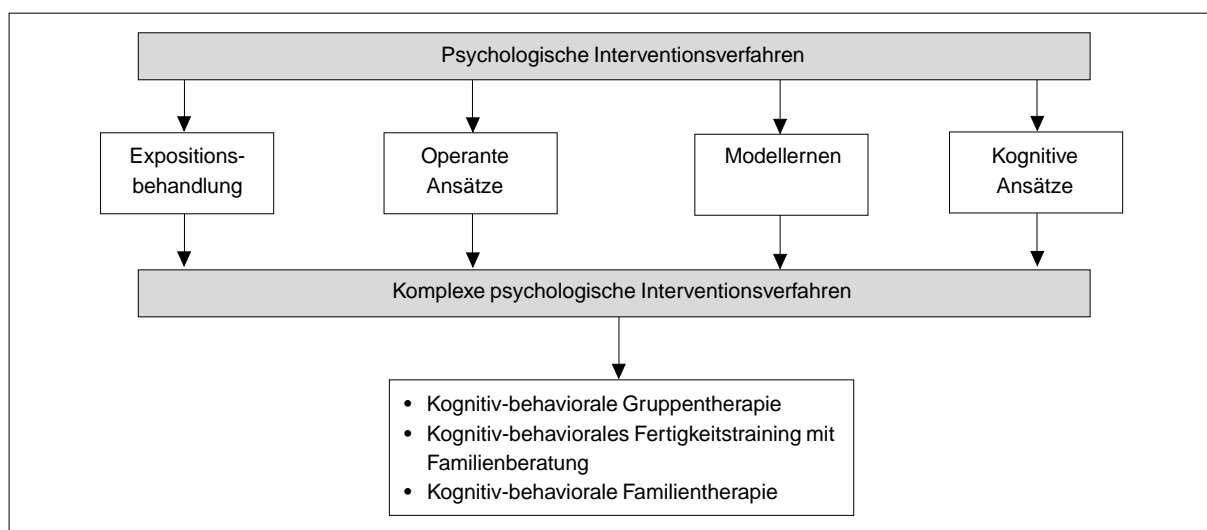 Psychologische Interventionsverfahren
Expositions-
behandlung
Operante
Ansätze
Modellernen
Kognitive
Ansätze
Komplexe psychologische Interventionsverfahren
• Kognitiv-behaviorale Gruppentherapie
• Kognitiv-behaviorales Fertigkeitstraining mit
Familienberatung
• Kognitiv-behaviorale Familientherapie